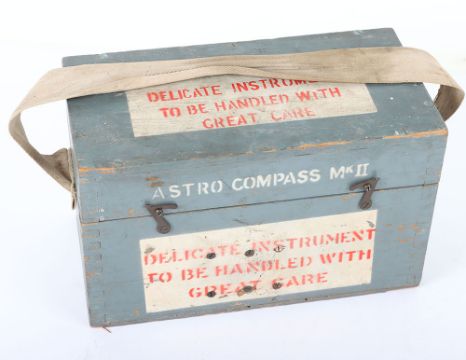 DELICATE INSTRUME
TO BE HANDLED WITH
GREAT CARE
ASTRO COMPASS MK II
DELICATE INSTRUMENT
TO BE HANDLED WITH
GREAT CARE